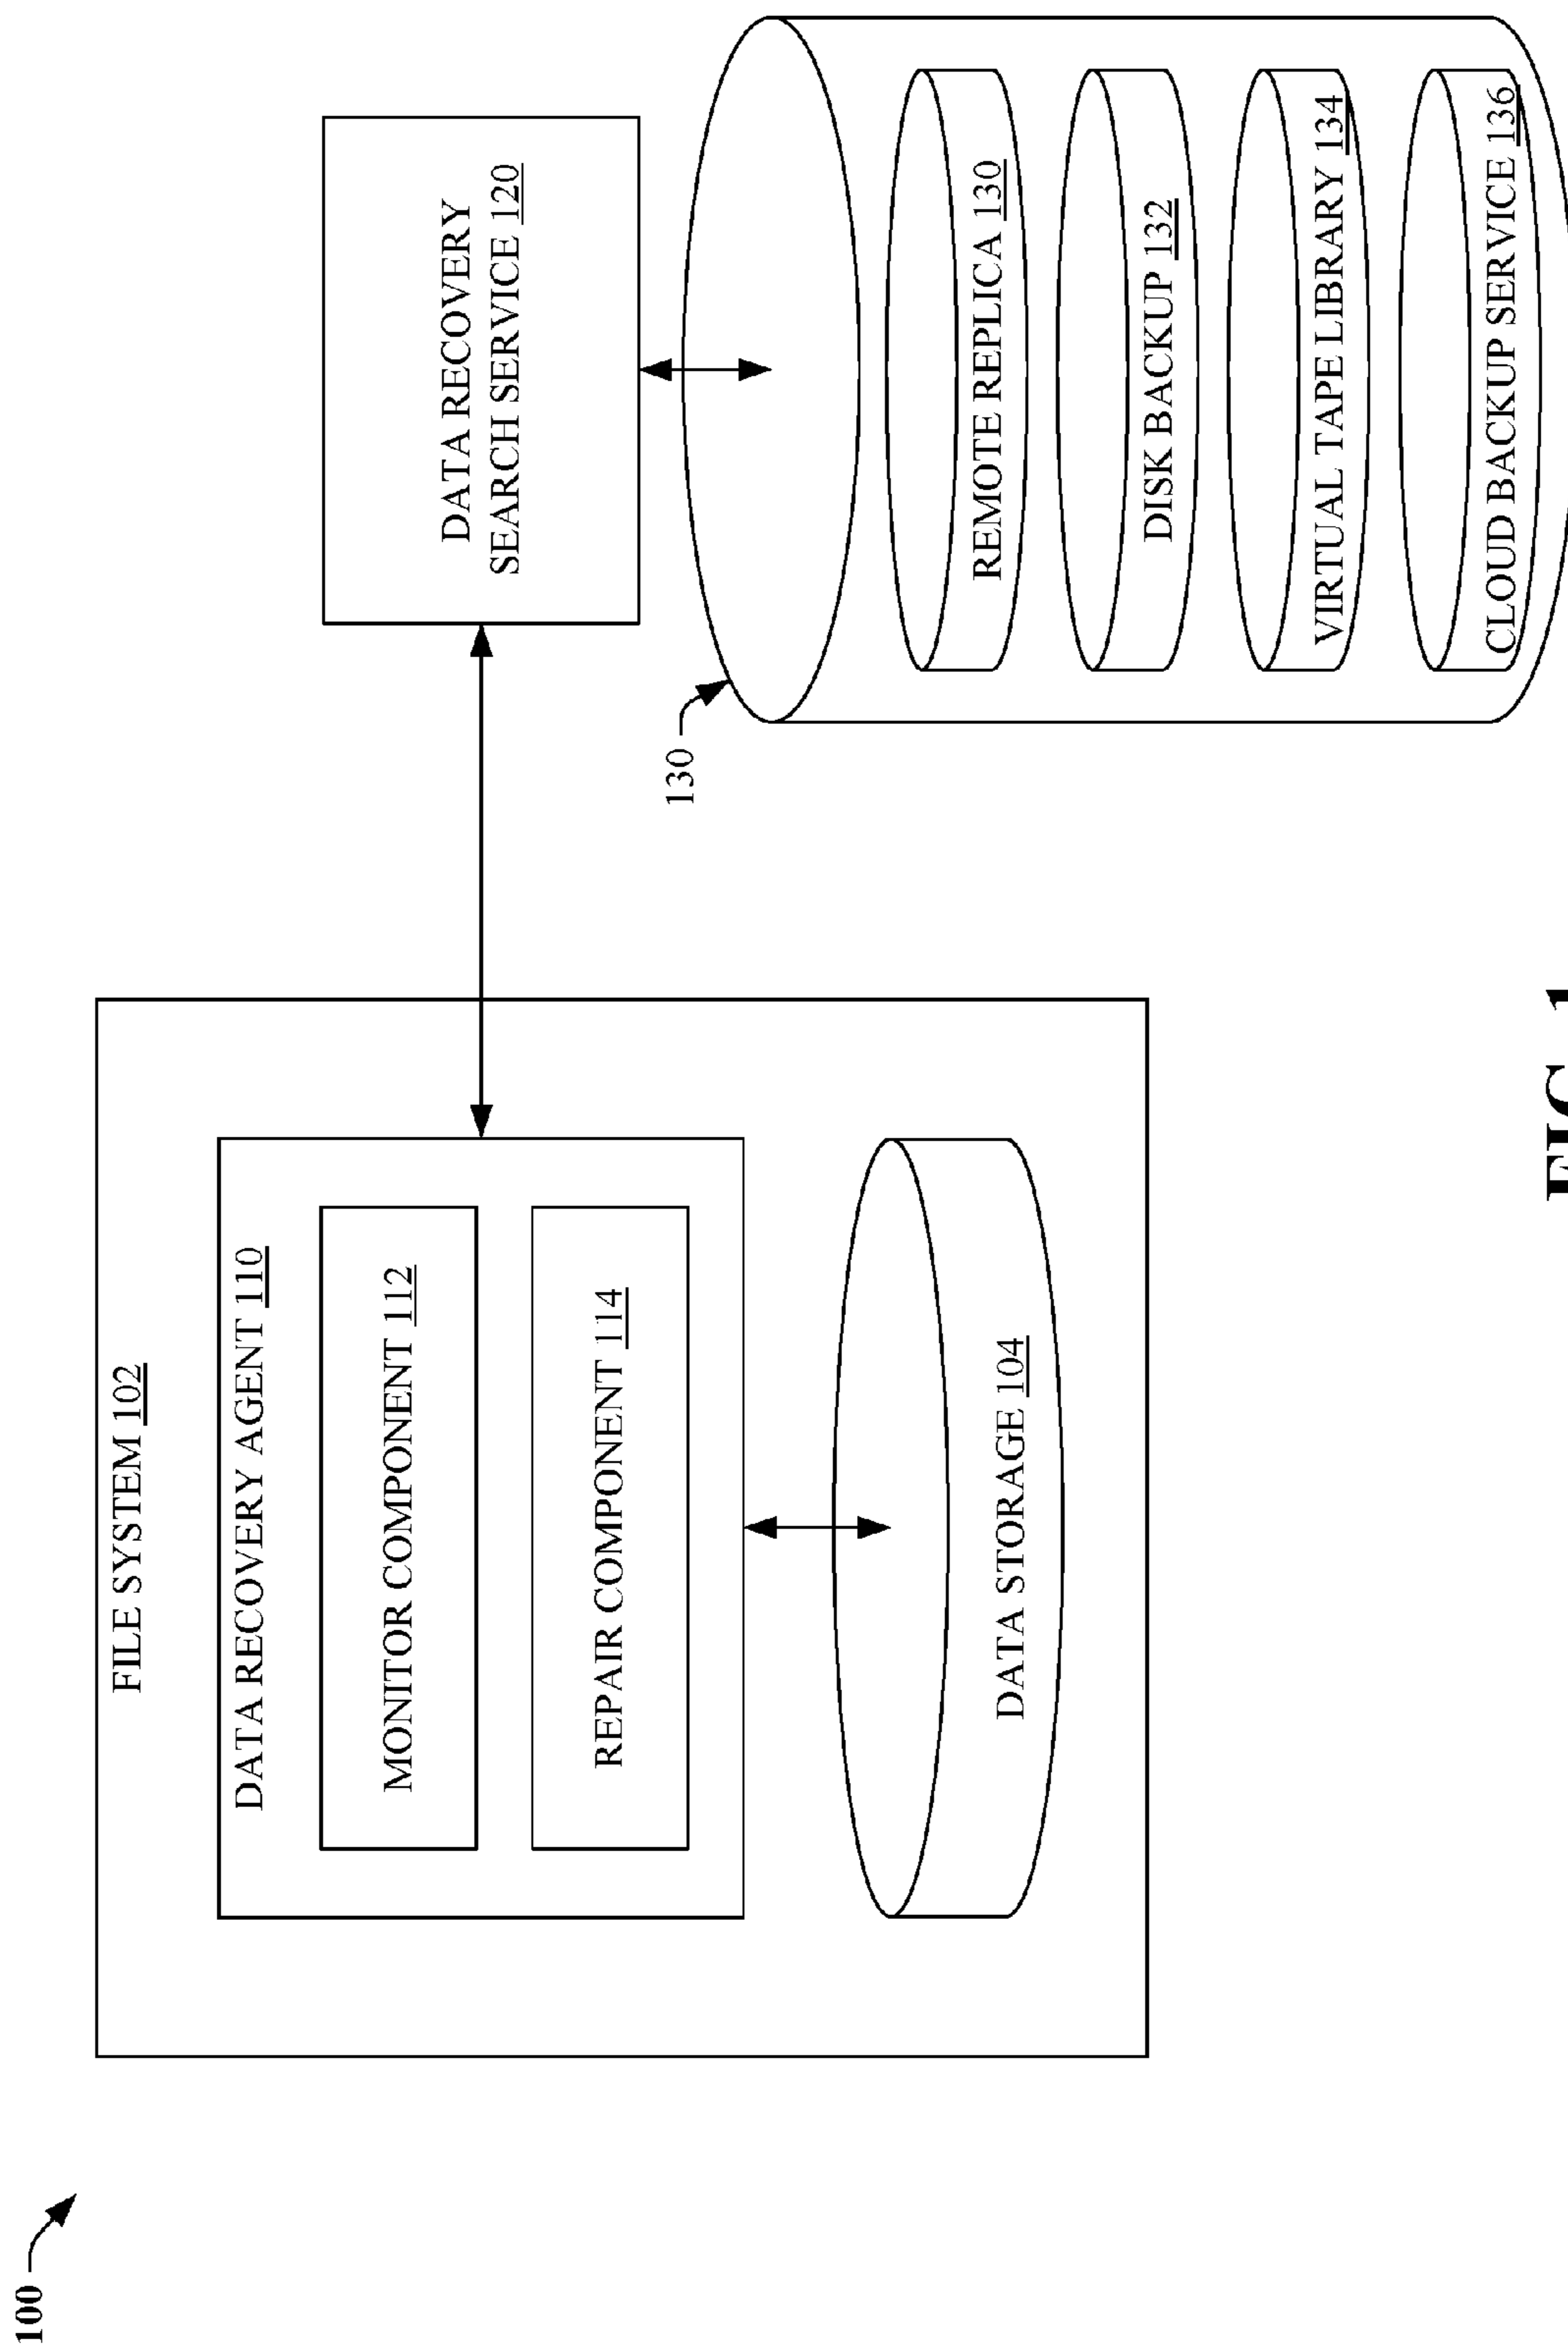 100
FILE SYSTEM 102
DATA RECOVERY AGENT 110
MONITOR COMPONENT 112
REPAIR COMPONENT 114
DATA STORAGE 104
DATA RECOVERY
SEARCH SERVICE 120
130
REMOTE REPLICA 130
DISK BACKUP 132
VIRTUAL TAPE LIBRARY 134
CLOUD BACKUP SERVICE 136
FIG. 1